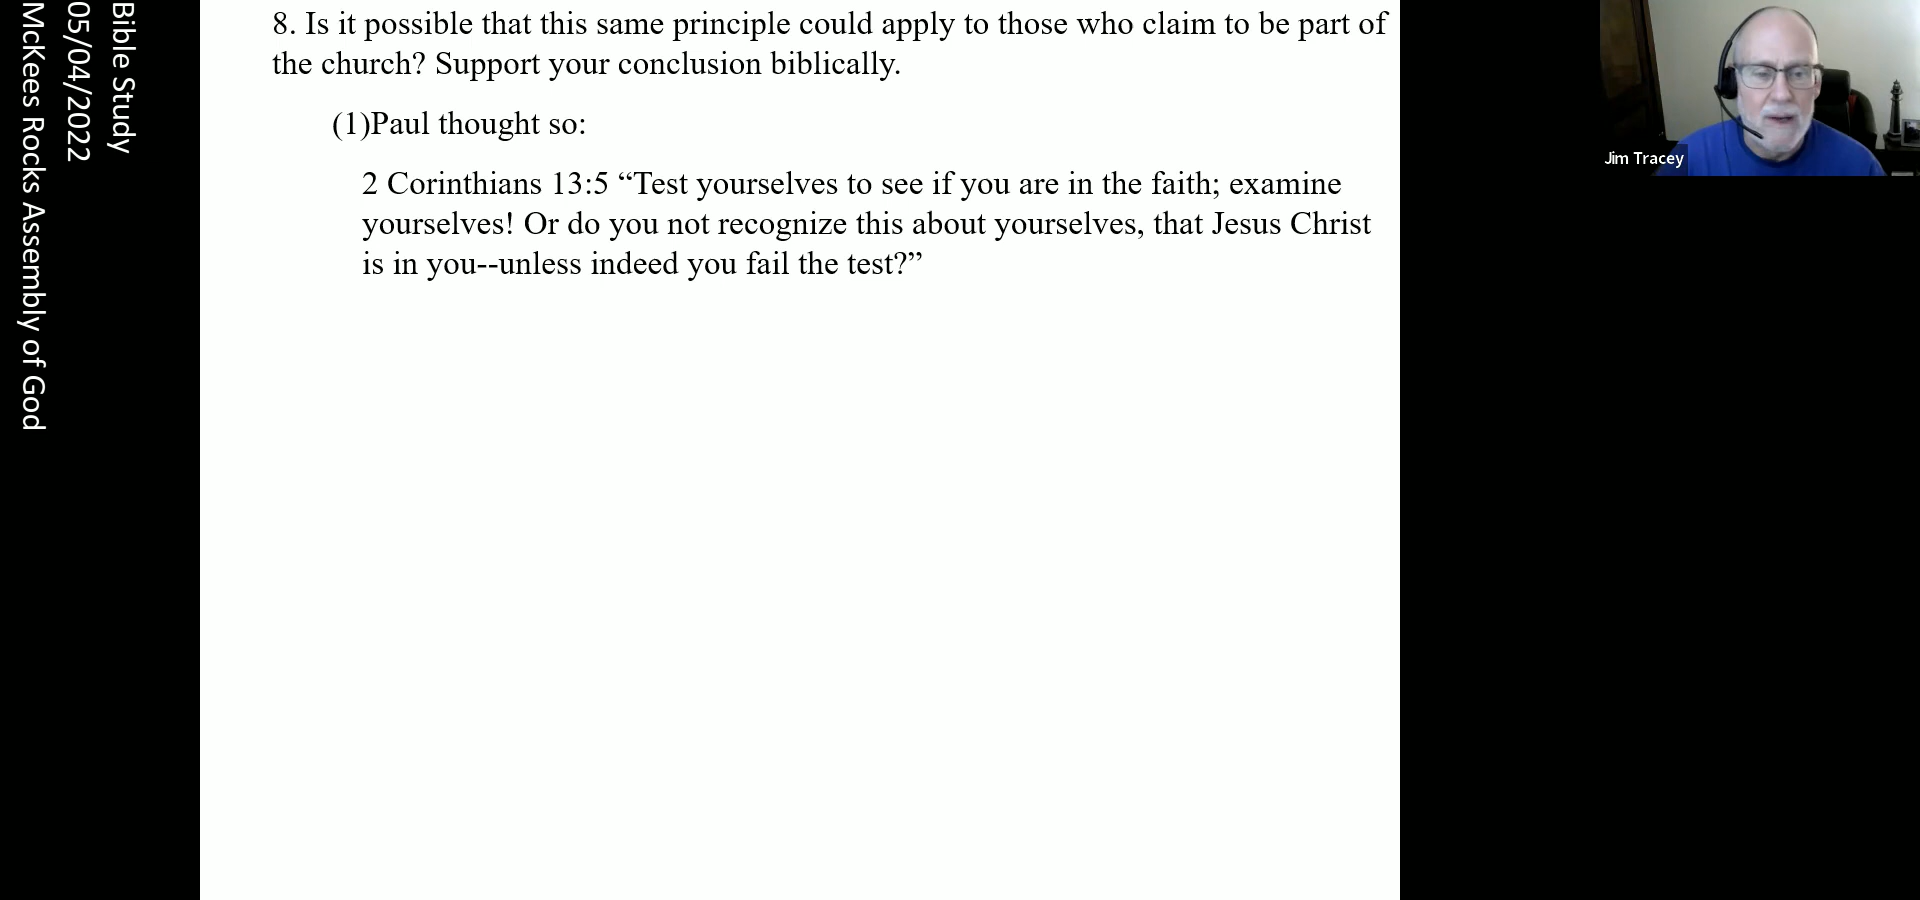 Bible Study
05/04/2022
McKees Rocks Assembly of God
8. Is it possible that this same principle could apply to those who claim to be part of
the church? Support your conclusion biblically.
(1)Paul thought so:
2 Corinthians 13:5 “Test yourselves to see if you are in the faith; examine
yourselves! Or do you not recognize this about yourselves, that Jesus Christ
is in you--unless indeed you fail the test?”
Jim Tracey